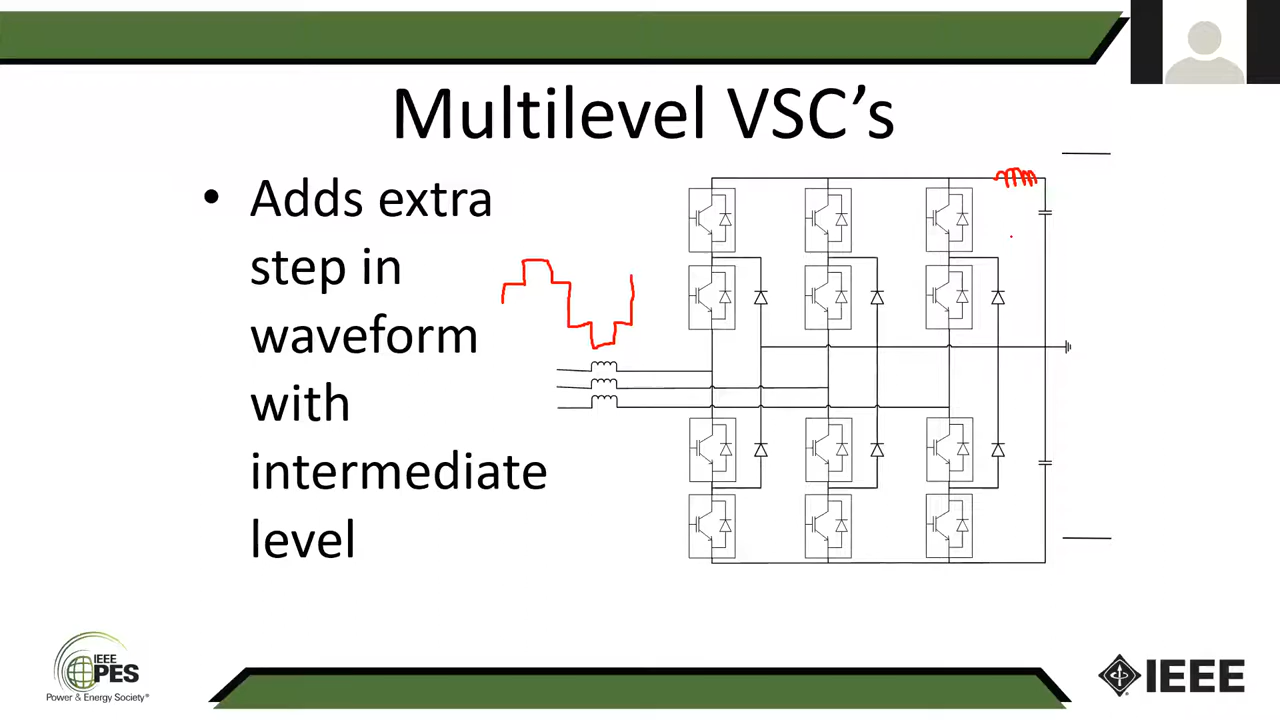 Multilevel VSC’s
• Adds extra
step in
waveform
with
intermediate
level
IEEE
PES
Power & Energy Society®
IEEE